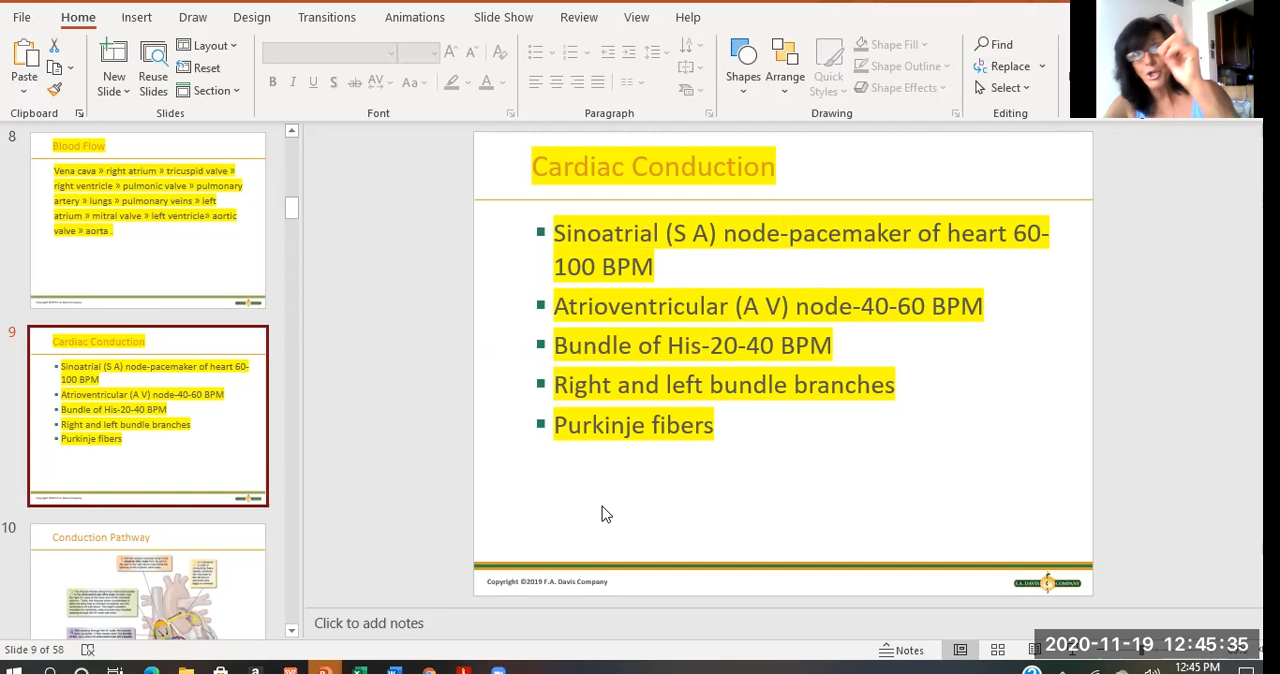 File Home Insert Draw Design Transitions Animations Slide Show Review View Help
Paste
New Slide
Reuse Slides
Layout
Reset
Section
B I U S ab AV Aa A
Shapes Arrange Quick Styles
Shape Fill
Shape Outline
Shape Effects
Find
Replace
Select
Clipboard Slides Font Paragraph Drawing Editing
8
Blood Flow
Vena cava » right atrium » tricuspid valve »
right ventricle » pulmonic valve » pulmonary
artery » lungs » pulmonary veins » left
atrium » mitral valve » left ventricle» aortic
valve » aorta .
9
Cardiac Conduction
Sinoatrial (S A) node-pacemaker of heart 60-
100 BPM
Atrioventricular (A V) node-40-60 BPM
Bundle of His-20-40 BPM
Right and left bundle branches
Purkinje fibers
10
Conduction Pathway
Cardiac Conduction
Sinoatrial (S A) node-pacemaker of heart 60-
100 BPM
Atrioventricular (A V) node-40-60 BPM
Bundle of His-20-40 BPM
Right and left bundle branches
Purkinje fibers
Copyright ©2019 F.A. Davis Company
F.A. DAVIS COMPANY
Click to add notes
Slide 9 of 58
Notes
2020-11-19 12:45:35
12:45 PM